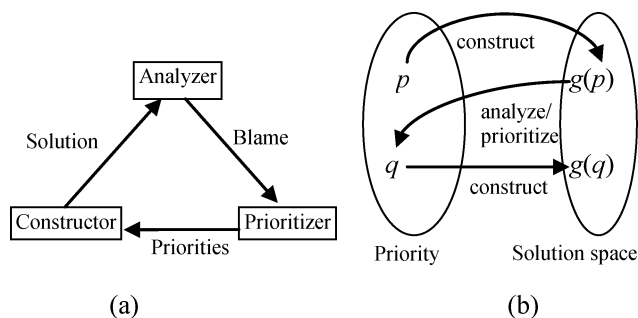 Analyzer
Solution
Blame
Constructor
Prioritizer
Priorities
(a)
construct
p
g(p)
analyze/
prioritize
q
g(q)
construct
Priority
Solution space
(b)